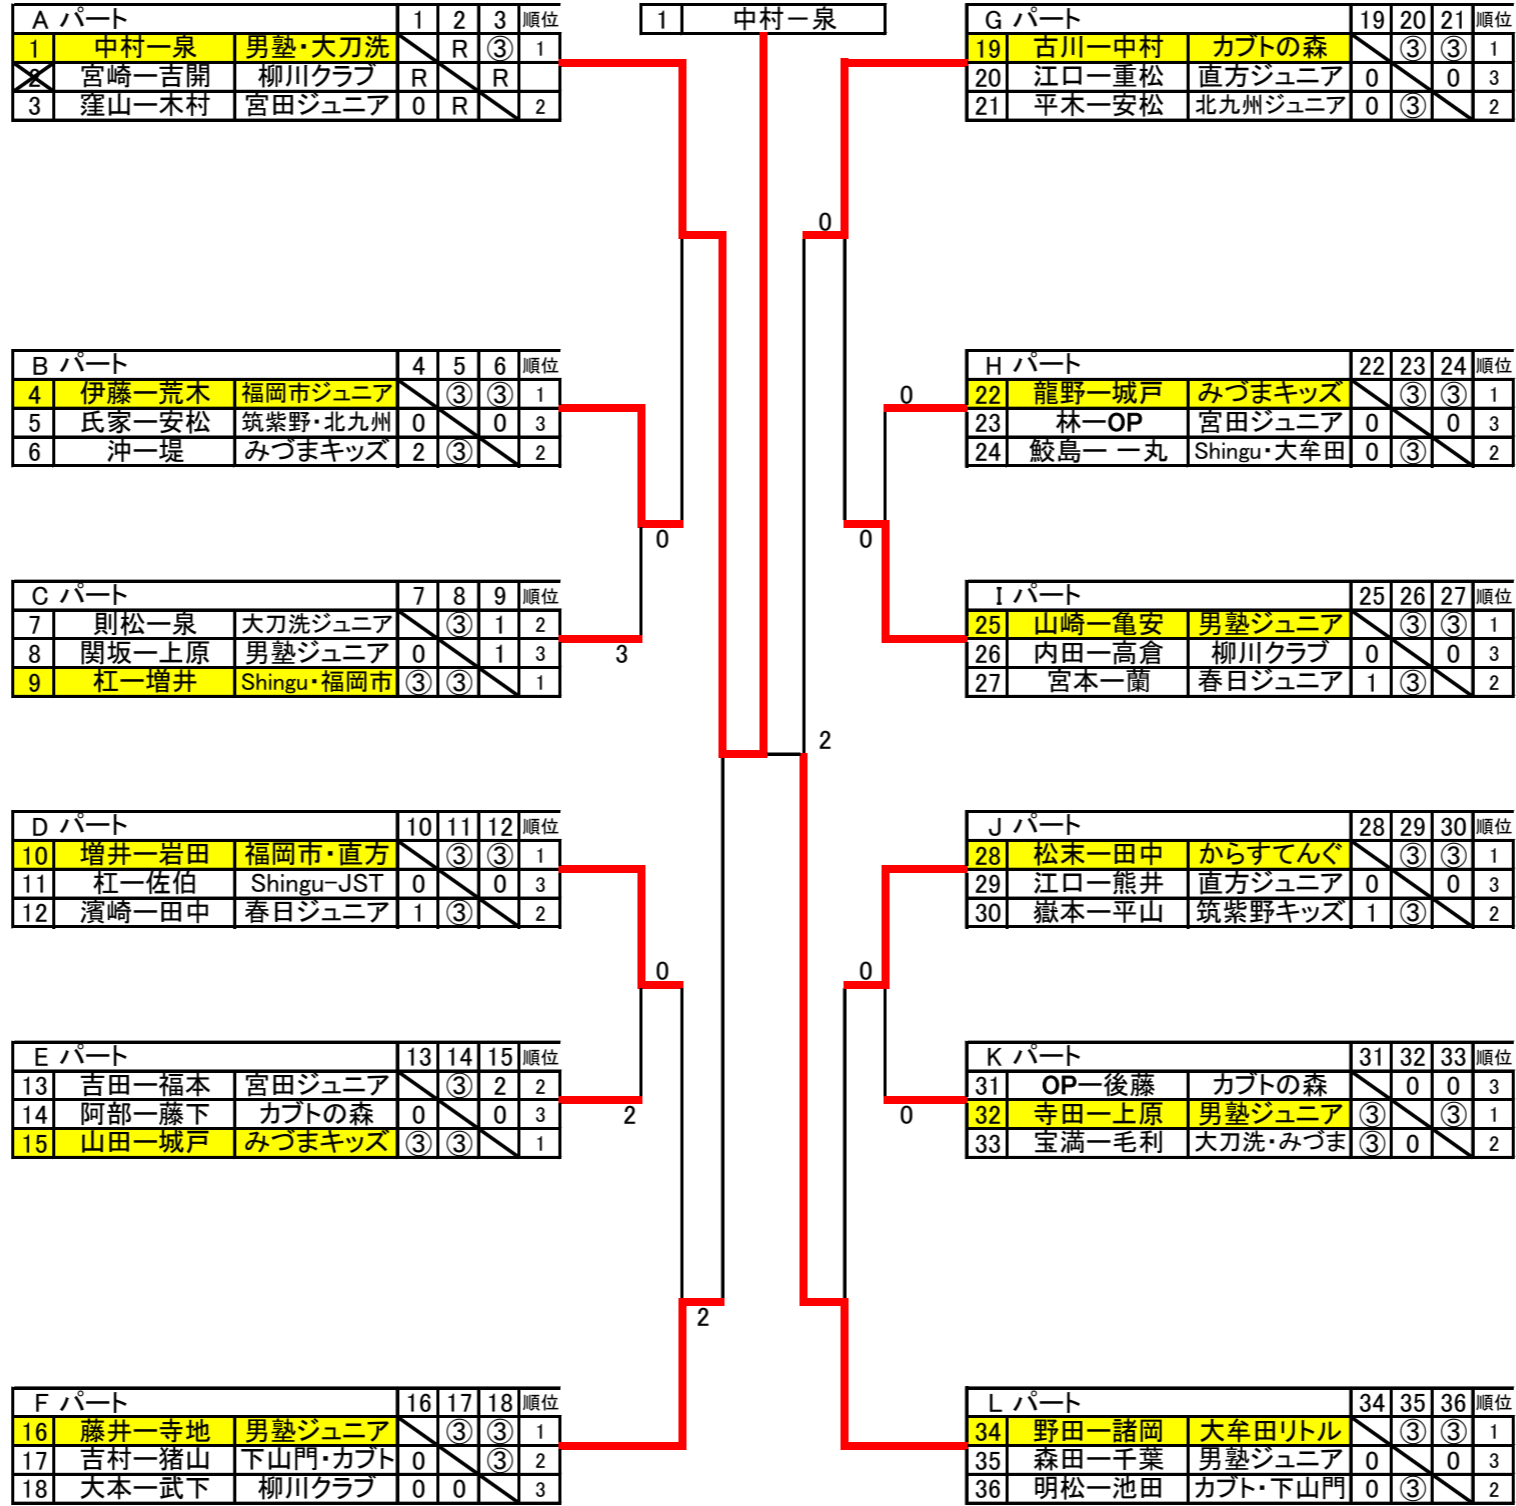 1 中村－泉
A パート 1 2 3 順位
1 中村ー泉 男塾・大刀洗 R ③ 1
2 宮崎ー吉開 柳川クラブ R R
3 窪山ー木村 宮田ジュニア 0 R 2
B パート 4 5 6 順位
4 伊藤ー荒木 福岡市ジュニア ③ ③ 1
5 氏家ー安松 筑紫野・北九州 0 0 3
6 沖ー堤 みづまキッズ 2 ③ 2
0
C パート 7 8 9 順位
7 則松ー泉 大刀洗ジュニア ③ 1 2
8 関坂ー上原 男塾ジュニア 0 1 3
9 杠ー増井 Shingu・福岡市 ③ ③ 1
3
D パート 10 11 12 順位
10 増井ー岩田 福岡市・直方 ③ ③ 1
11 杠ー佐伯 Shingu-JST 0 0 3
12 濱崎ー田中 春日ジュニア 1 ③ 2
0
E パート 13 14 15 順位
13 吉田ー福本 宮田ジュニア ③ 2 2
14 阿部ー藤下 カブトの森 0 0 3
15 山田ー城戸 みづまキッズ ③ ③ 1
2
2
F パート 16 17 18 順位
16 藤井ー寺地 男塾ジュニア ③ ③ 1
17 吉村ー猪山 下山門・カブト 0 ③ 2
18 大本ー武下 柳川クラブ 0 0 3
G パート 19 20 21 順位
19 古川ー中村 カブトの森 ③ ③ 1
20 江口ー重松 直方ジュニア 0 0 3
21 平木ー安松 北九州ジュニア 0 ③ 2
0
H パート 22 23 24 順位
22 龍野ー城戸 みづまキッズ ③ ③ 1
23 林ーOP 宮田ジュニア 0 0 3
24 鮫島ー 一丸 Shingu・大牟田 0 ③ 2
0
0
I パート 25 26 27 順位
25 山崎ー亀安 男塾ジュニア ③ ③ 1
26 内田ー高倉 柳川クラブ 0 0 3
27 宮本ー蘭 春日ジュニア 1 ③ 2
2
J パート 28 29 30 順位
28 松末ー田中 からすてんぐ ③ ③ 1
29 江口ー熊井 直方ジュニア 0 0 3
30 嶽本ー平山 筑紫野キッズ 1 ③ 2
0
K パート 31 32 33 順位
31 OPー後藤 カブトの森 0 0 3
32 寺田ー上原 男塾ジュニア ③ ③ 1
33 宝満ー毛利 大刀洗・みづま ③ 0 2
0
L パート 34 35 36 順位
34 野田ー諸岡 大牟田リトル ③ ③ 1
35 森田ー千葉 男塾ジュニア 0 0 3
36 明松ー池田 カブト・下山門 0 ③ 2